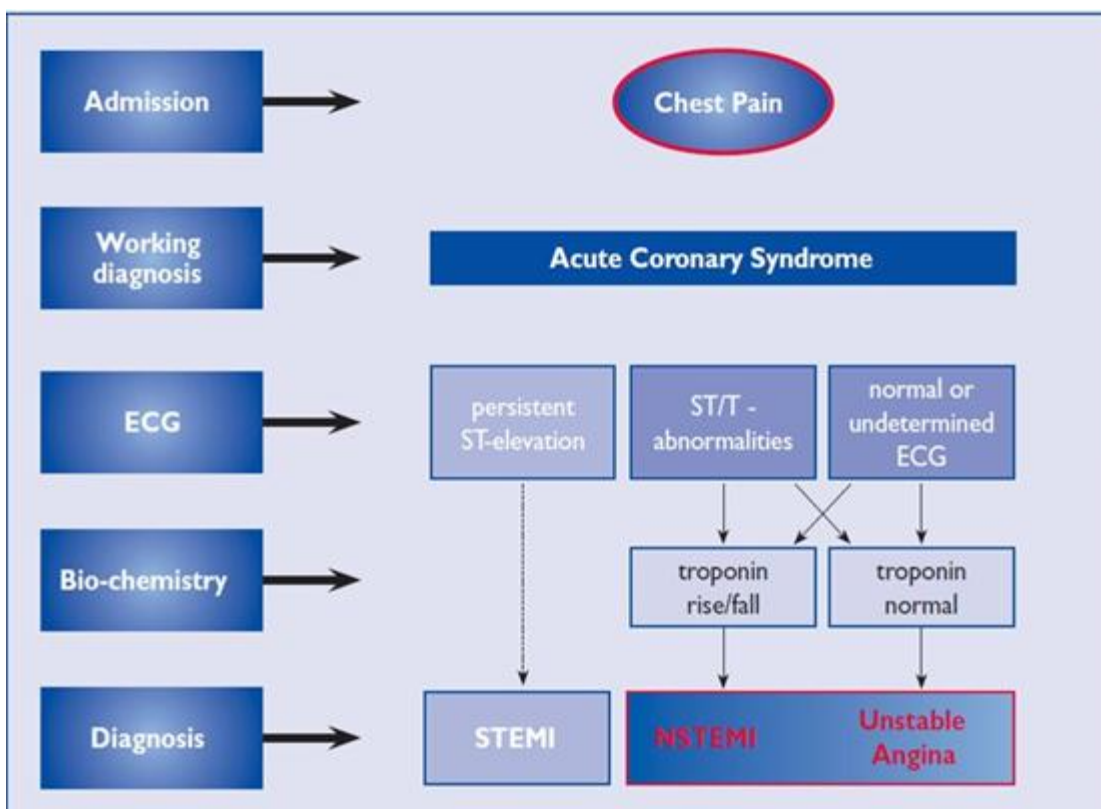 Admission
Chest Pain
Working
diagnosis
Acute Coronary Syndrome
ECG
persistent
ST-elevation
ST/T -
abnormalities
normal or
undetermined
ECG
Bio-chemistry
troponin
rise/fall
troponin
normal
Diagnosis
STEMI
NSTEMI
Unstable
Angina